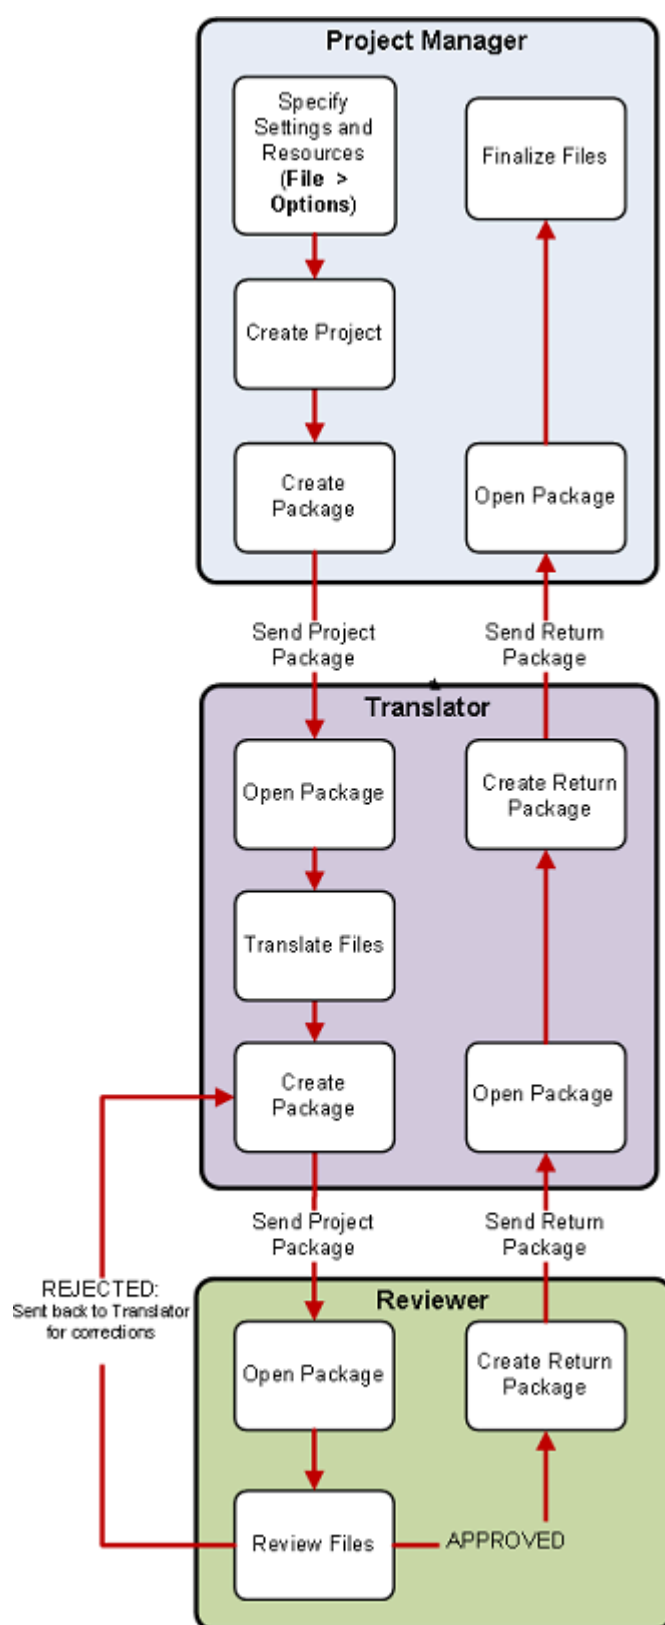 Project Manager
Specify
Settings and
Resources
(File >
Options)
Finalize Files
Create Project
Create
Package
Open Package
Send Project
Package
Send Return
Package
Translator
Open Package
Create Return
Package
Translate Files
Create
Package
Open Package
Send Project
Package
Send Return
Package
REJECTED:
Sent back to Translator
for corrections
Reviewer
Open Package
Create Return
Package
Review Files
APPROVED